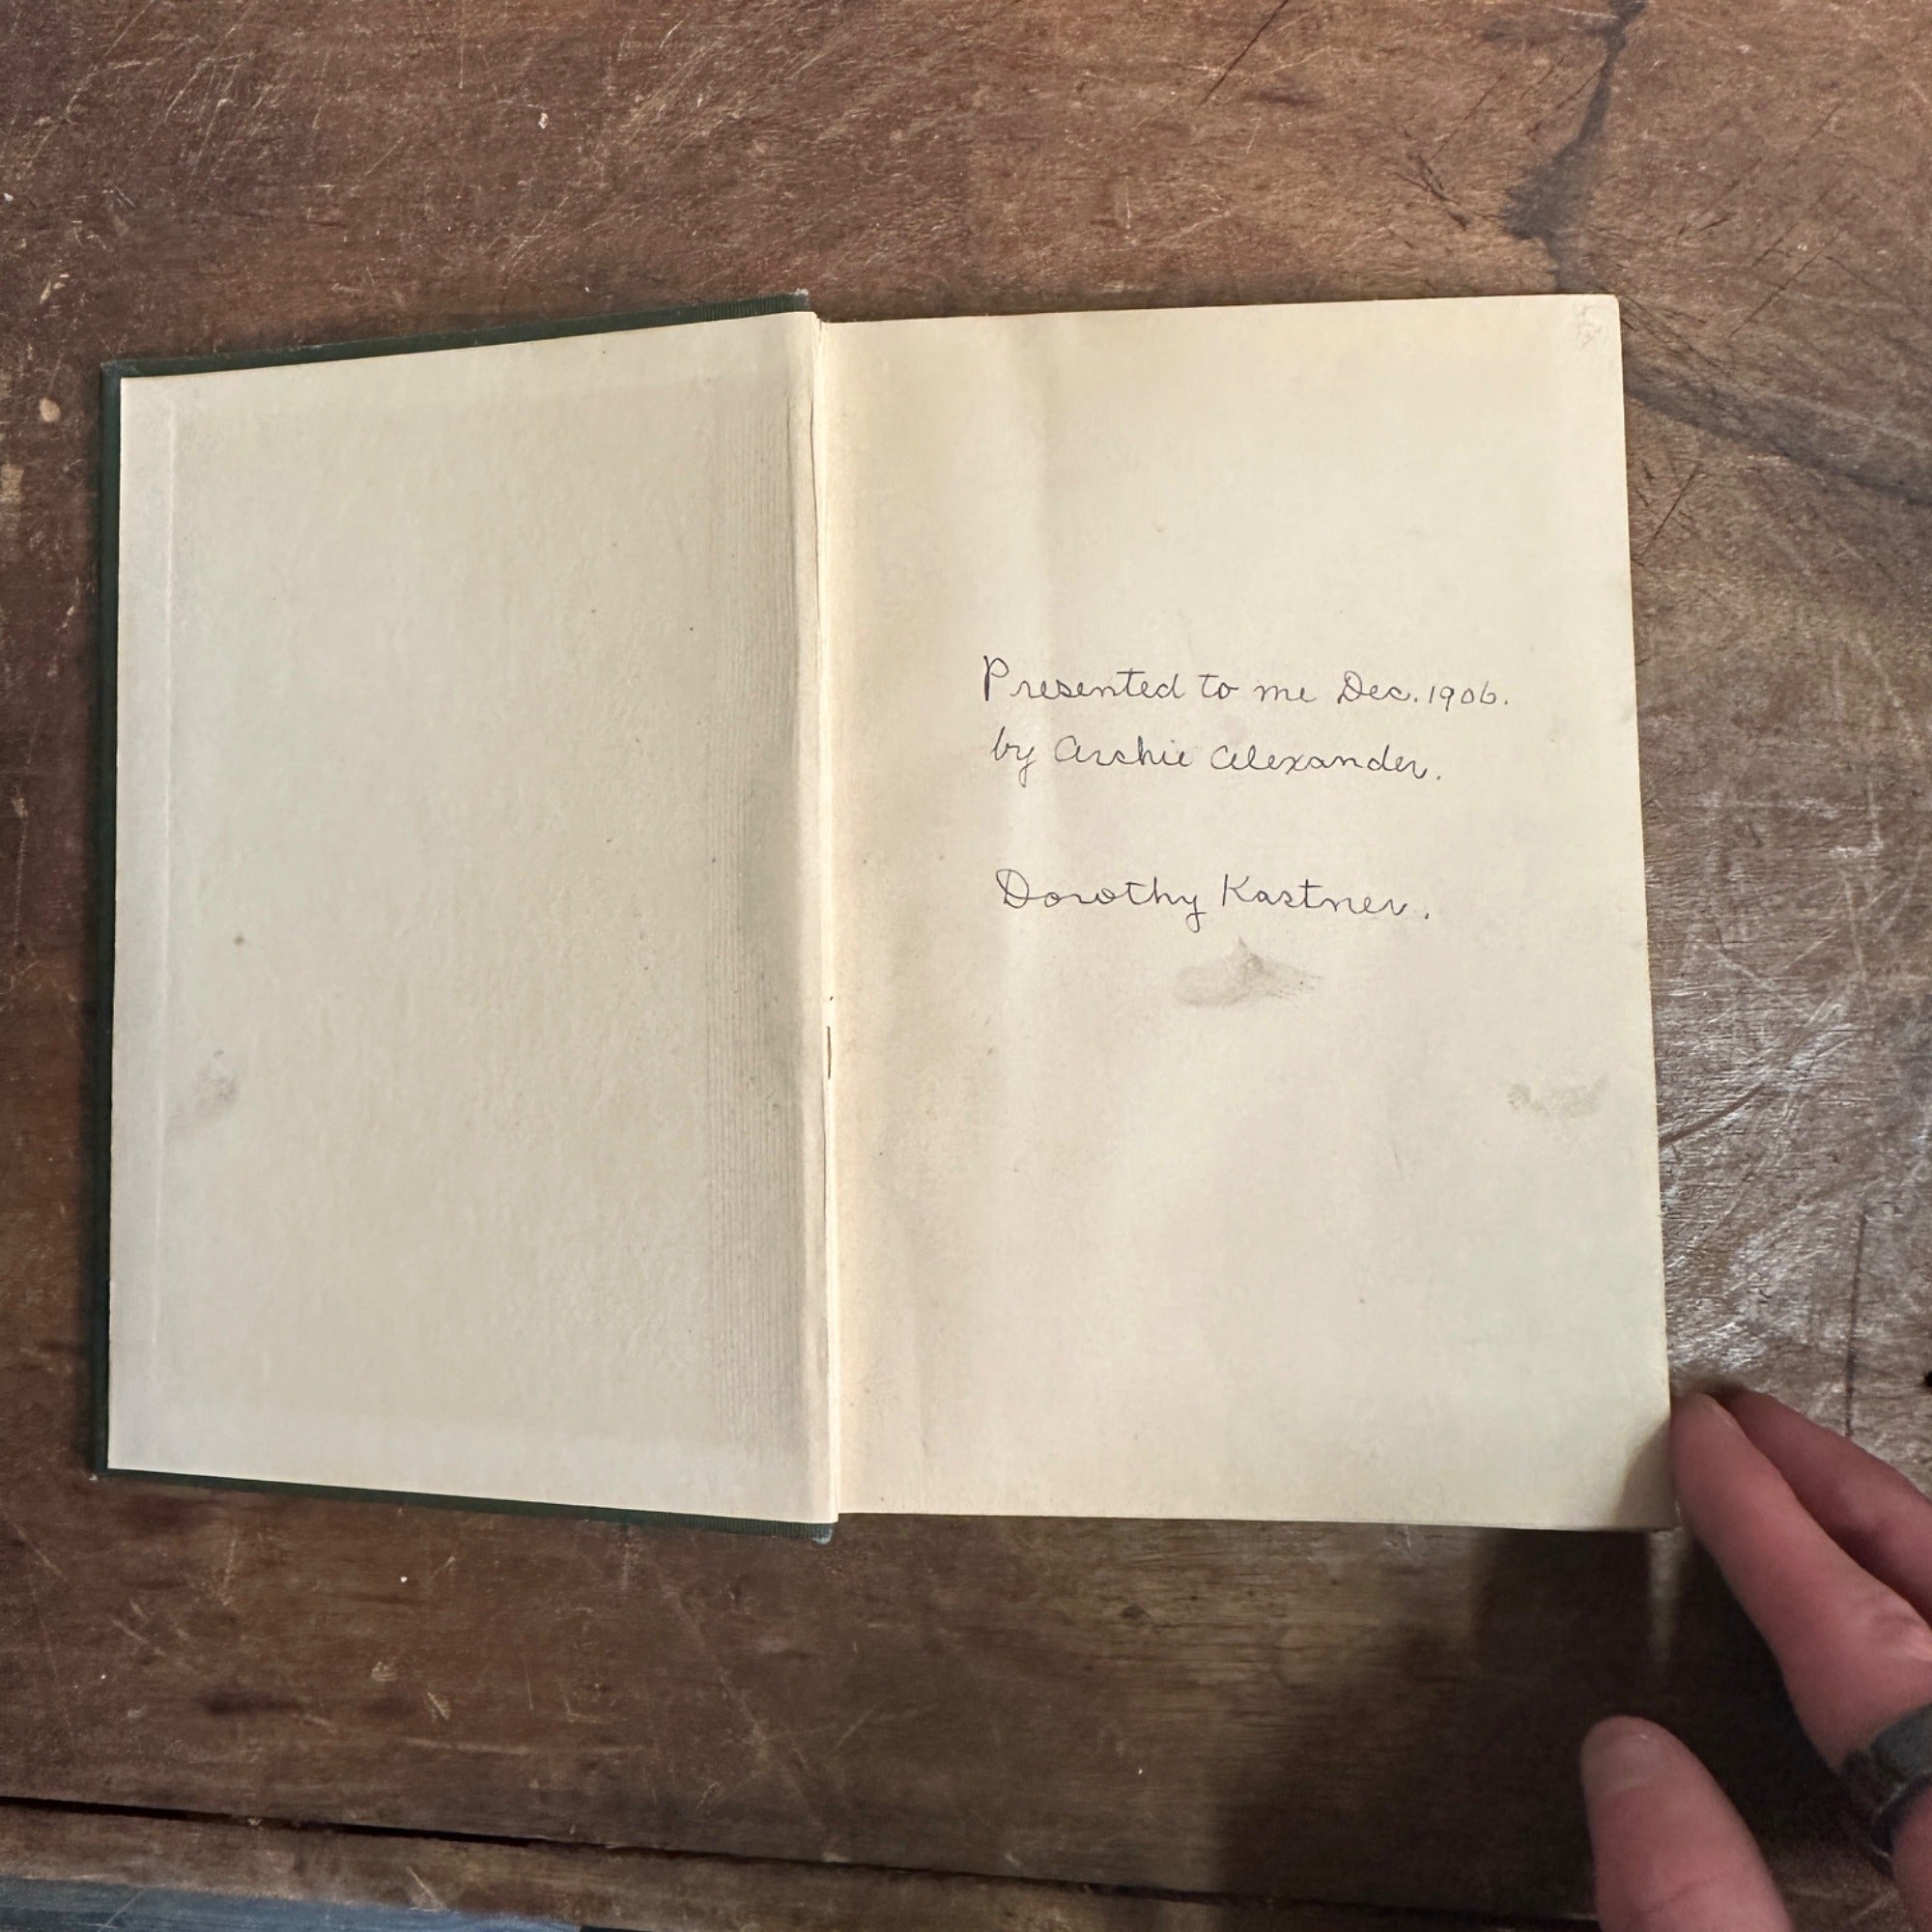 Presented to me Dec. 1906.
by Archie Alexander.
Dorothy Kastner.